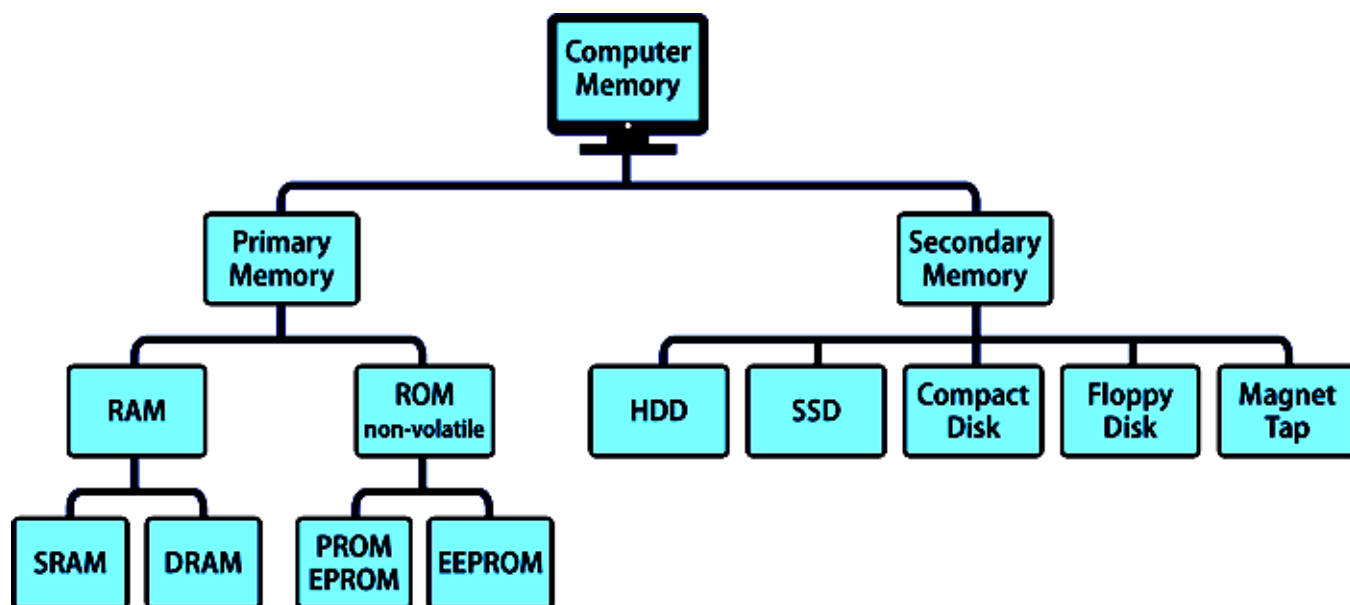 Computer
Memory
Primary
Memory
Secondary
Memory
RAM
ROM
non-volatile
HDD
SSD
Compact
Disk
Floppy
Disk
Magnet
Tap
SRAM
DRAM
PROM
EPROM
EEPROM